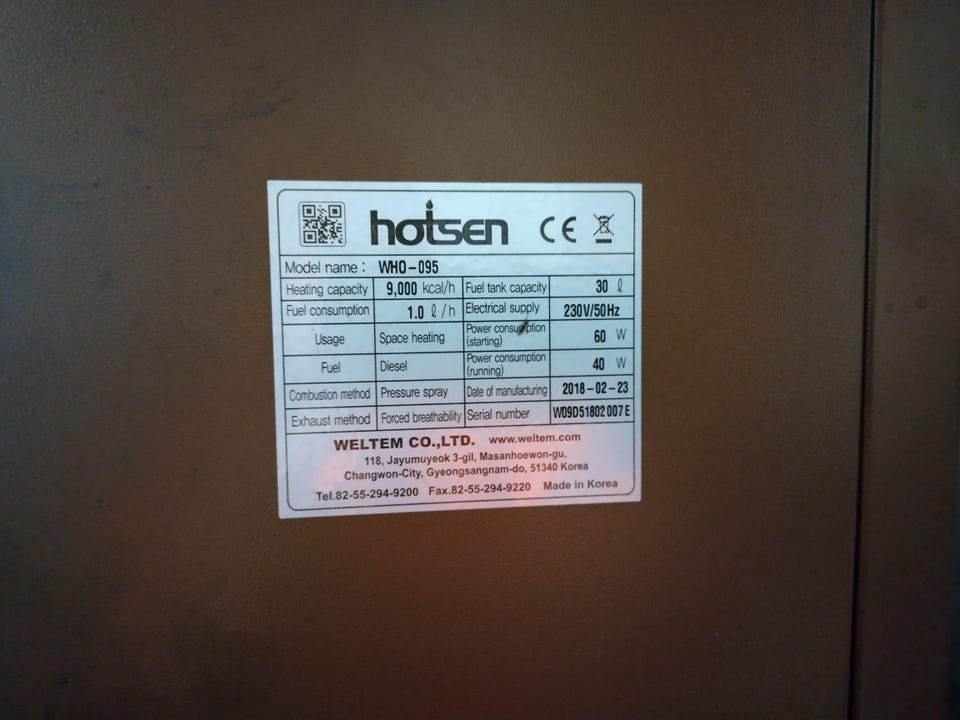 hotsen CE
Model name : WHO-095
Heating capacity 9,000 kcal/h Fuel tank capacity 30 ℓ
Fuel consumption 1.0 ℓ/h Electrical supply 230V/50Hz
Usage Space heating Power consumption (starting) 60 W
Fuel Diesel Power consumption (running) 40 W
Combustion method Pressure spray Date of manufacturing 2018-02-23
Exhaust method Forced breathability Serial number W09D51802007E
WELTEM CO.,LTD. www.weltem.com
118, Jayumuyeok 3-gil, Masanhoewon-gu,
Changwon-City, Gyeongsangnam-do, 51340 Korea
Tel.82-55-294-9200 Fax.82-55-294-9220 Made in Korea